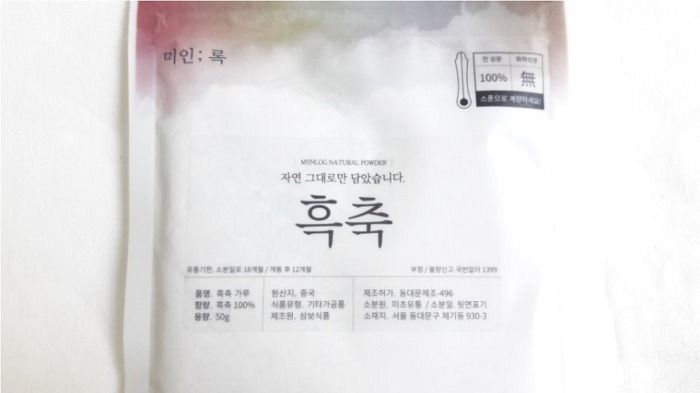 미인; 록
전 성분 화학성분
100% 無
스푼으로 계량하세요!
MIINLOG NATURAL POWDER
자연 그대로만 담았습니다.
흑축
유통기한. 소분일로 18개월 / 개봉 후 12개월 부정 / 불량신고 국번없이 1399
품명. 흑축 가루 원산지. 중국 제조허가. 동대문제조-496
함량. 흑축 100% 식품유형. 기타가공품 소분원. 미초유통 / 소분일. 뒷면표기
용량. 50g 제조원. 삼보식품 소재지. 서울 동대문구 제기동 930-3